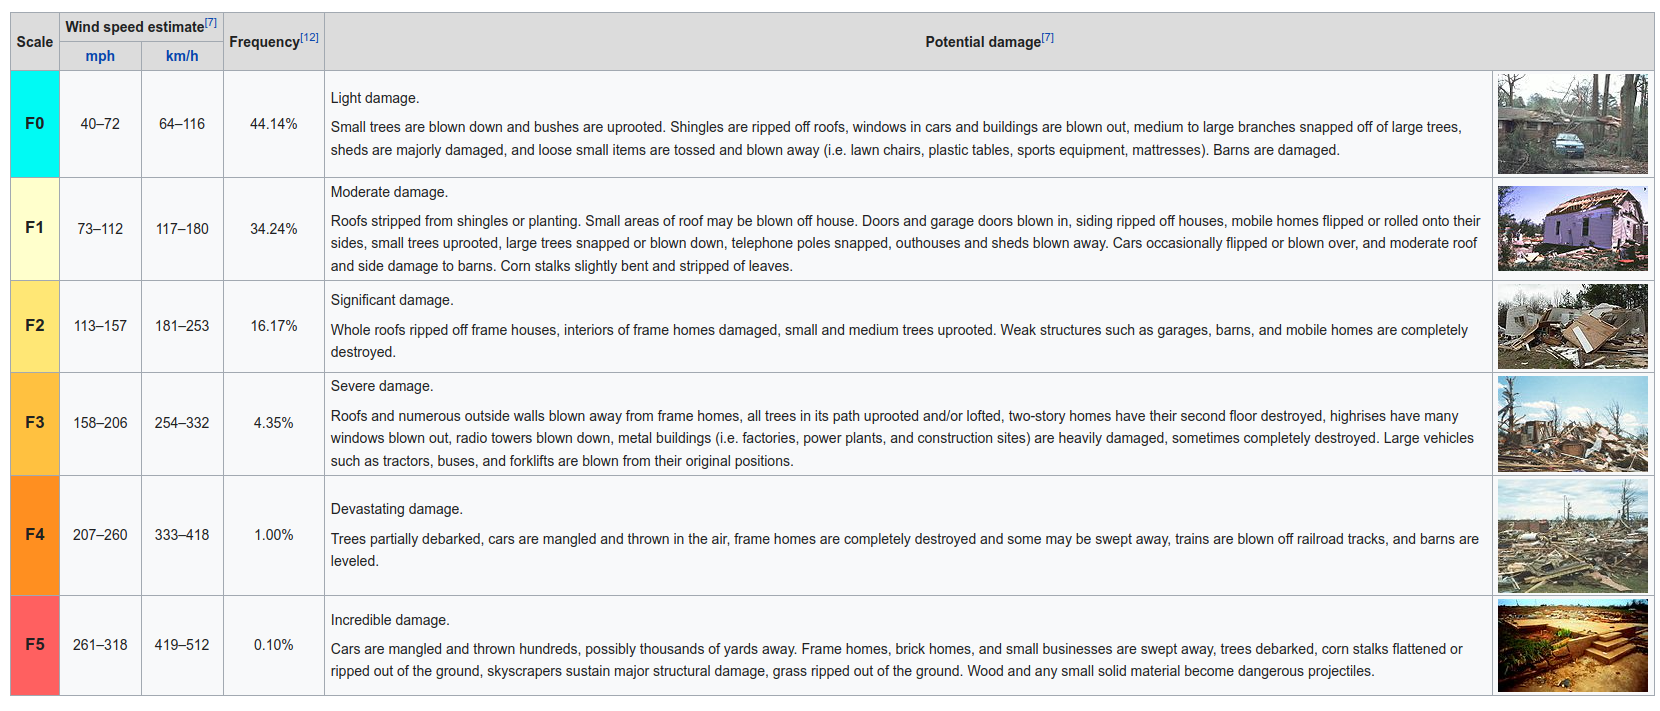 Scale
Wind speed estimate[7]
mph
km/h
Frequency[12]
Potential damage[7]
F0
40–72
64–116
44.14%
Light damage.
Small trees are blown down and bushes are uprooted. Shingles are ripped off roofs, windows in cars and buildings are blown out, medium to large branches snapped off of large trees,
sheds are majorly damaged, and loose small items are tossed and blown away (i.e. lawn chairs, plastic tables, sports equipment, mattresses). Barns are damaged.
F1
73–112
117–180
34.24%
Moderate damage.
Roofs stripped from shingles or planting. Small areas of roof may be blown off house. Doors and garage doors blown in, siding ripped off houses, mobile homes flipped or rolled onto their
sides, small trees uprooted, large trees snapped or blown down, telephone poles snapped, outhouses and sheds blown away. Cars occasionally flipped or blown over, and moderate roof
and side damage to barns. Corn stalks slightly bent and stripped of leaves.
F2
113–157
181–253
16.17%
Significant damage.
Whole roofs ripped off frame houses, interiors of frame homes damaged, small and medium trees uprooted. Weak structures such as garages, barns, and mobile homes are completely
destroyed.
F3
158–206
254–332
4.35%
Severe damage.
Roofs and numerous outside walls blown away from frame homes, all trees in its path uprooted and/or lofted, two-story homes have their second floor destroyed, highrises have many
windows blown out, radio towers blown down, metal buildings (i.e. factories, power plants, and construction sites) are heavily damaged, sometimes completely destroyed. Large vehicles
such as tractors, buses, and forklifts are blown from their original positions.
F4
207–260
333–418
1.00%
Devastating damage.
Trees partially debarked, cars are mangled and thrown in the air, frame homes are completely destroyed and some may be swept away, trains are blown off railroad tracks, and barns are
leveled.
F5
261–318
419–512
0.10%
Incredible damage.
Cars are mangled and thrown hundreds, possibly thousands of yards away. Frame homes, brick homes, and small businesses are swept away, trees debarked, corn stalks flattened or
ripped out of the ground, skyscrapers sustain major structural damage, grass ripped out of the ground. Wood and any small solid material become dangerous projectiles.